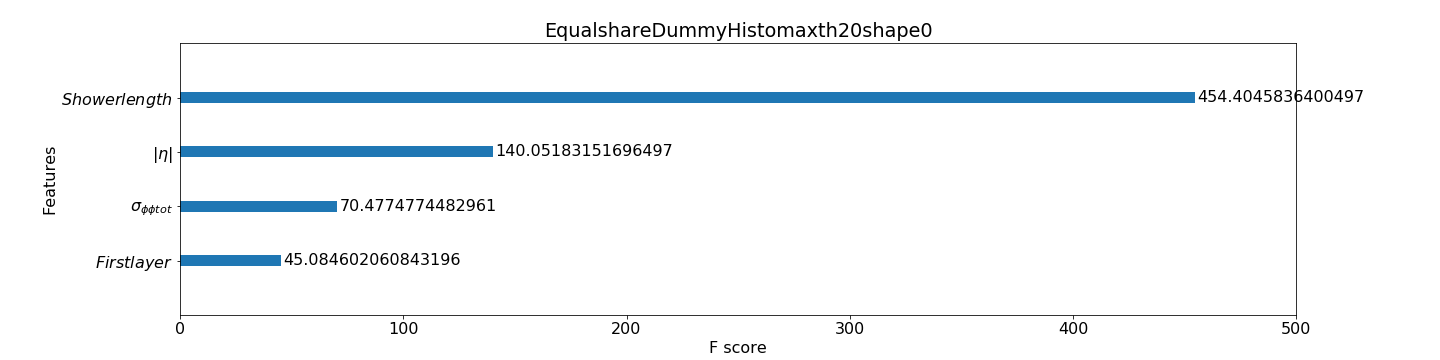 EqualshareDummyHistomaxth20shape0
Showerlength
454.4045836400497
|η|
140.05183151696497
σϕϕtot
70.4774774482961
Firstlayer
45.084602060843196
Features
0 100 200 300 400 500
F score